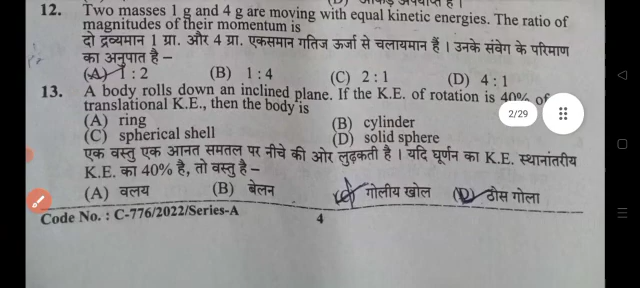 12. Two masses 1 g and 4 g are moving with equal kinetic energies. The ratio of
magnitudes of their momentum is
दो द्रव्यमान 1 ग्रा. और 4 ग्रा. एकसमान गतिज ऊर्जा से चलायमान हैं । उनके संवेग के परिमाण
का अनुपात है –
(A) 1 : 2 (B) 1 : 4 (C) 2 : 1 (D) 4 : 1
13. A body rolls down an inclined plane. If the K.E. of rotation is 40% of
translational K.E., then the body is
(A) ring (B) cylinder
(C) spherical shell (D) solid sphere
2/29
एक वस्तु एक आनत समतल पर नीचे की ओर लुढ़कती है । यदि घूर्णन का K.E. स्थानांतरीय
K.E. का 40% है, तो वस्तु है –
(A) वलय (B) बेलन गोलीय खोल (D) ठोस गोला
Code No. : C-776/2022/Series-A 4